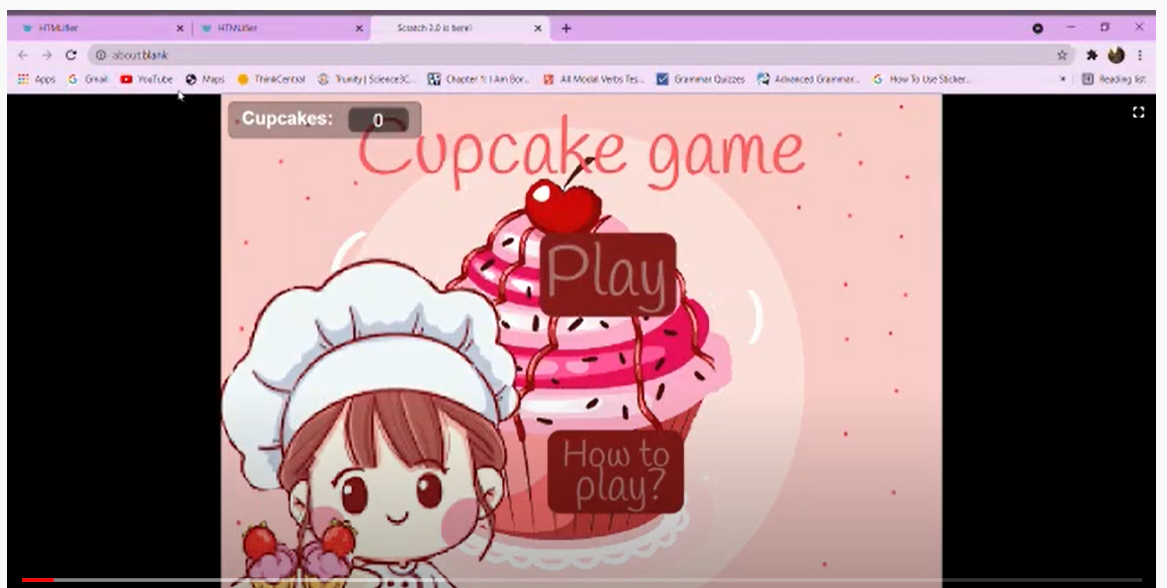 HTMLifier
HTMLifier
Scratch 3.0 is here!
about:blank
Apps
Gmail
YouTube
Maps
ThinkCentral
Trunity | Science3C...
Chapter 1: I Am Bor...
All Modal Verbs Tes...
Grammar Quizzes
Advanced Grammar...
How To Use Sticker...
Reading list
Cupcakes: 0
Cupcake game
Play
How to
play?